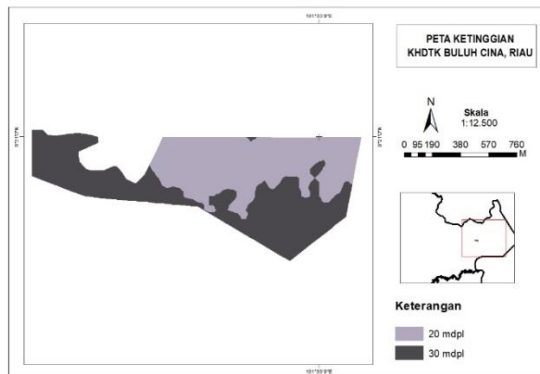 PETA KETINGGIAN
KHDTK BULUH CINA, RIAU
N
Skala
1:12.500
0 95 190 380 570 760
M
Keterangan
20 mdpl
30 mdpl